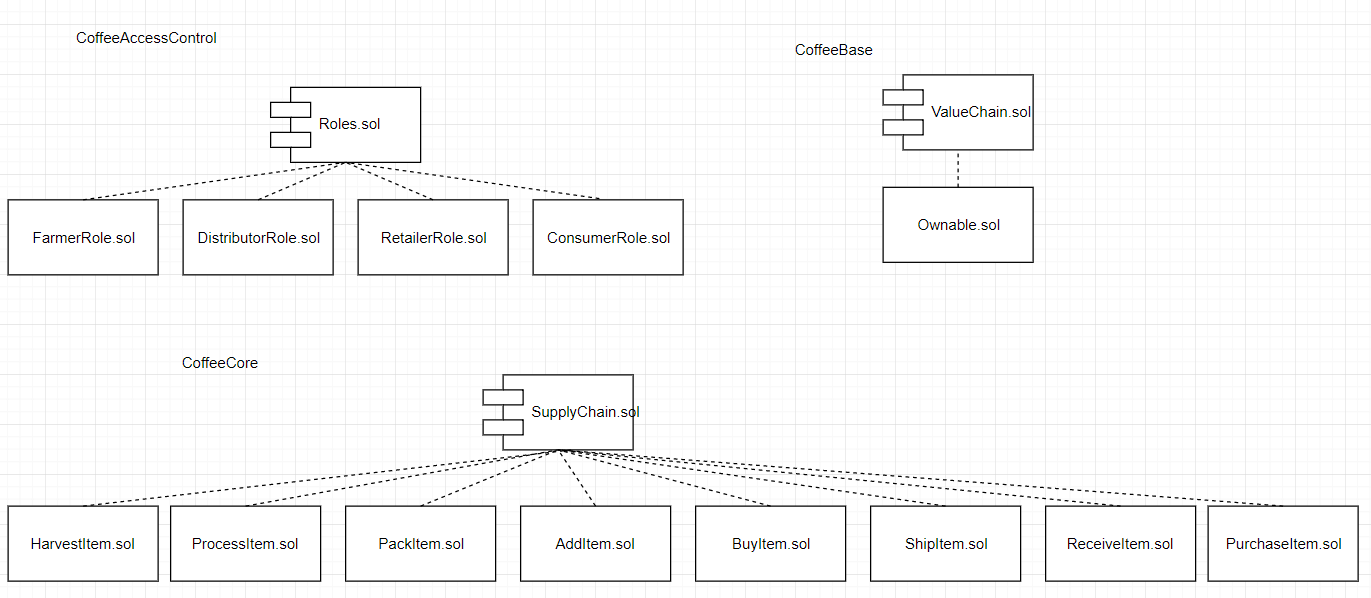 CoffeeAccessControl
CoffeeBase
Roles.sol
ValueChain.sol
FarmerRole.sol
DistributorRole.sol
RetailerRole.sol
ConsumerRole.sol
Ownable.sol
CoffeeCore
SupplyChain.sol
HarvestItem.sol
ProcessItem.sol
PackItem.sol
AddItem.sol
BuyItem.sol
ShipItem.sol
ReceiveItem.sol
PurchaseItem.sol